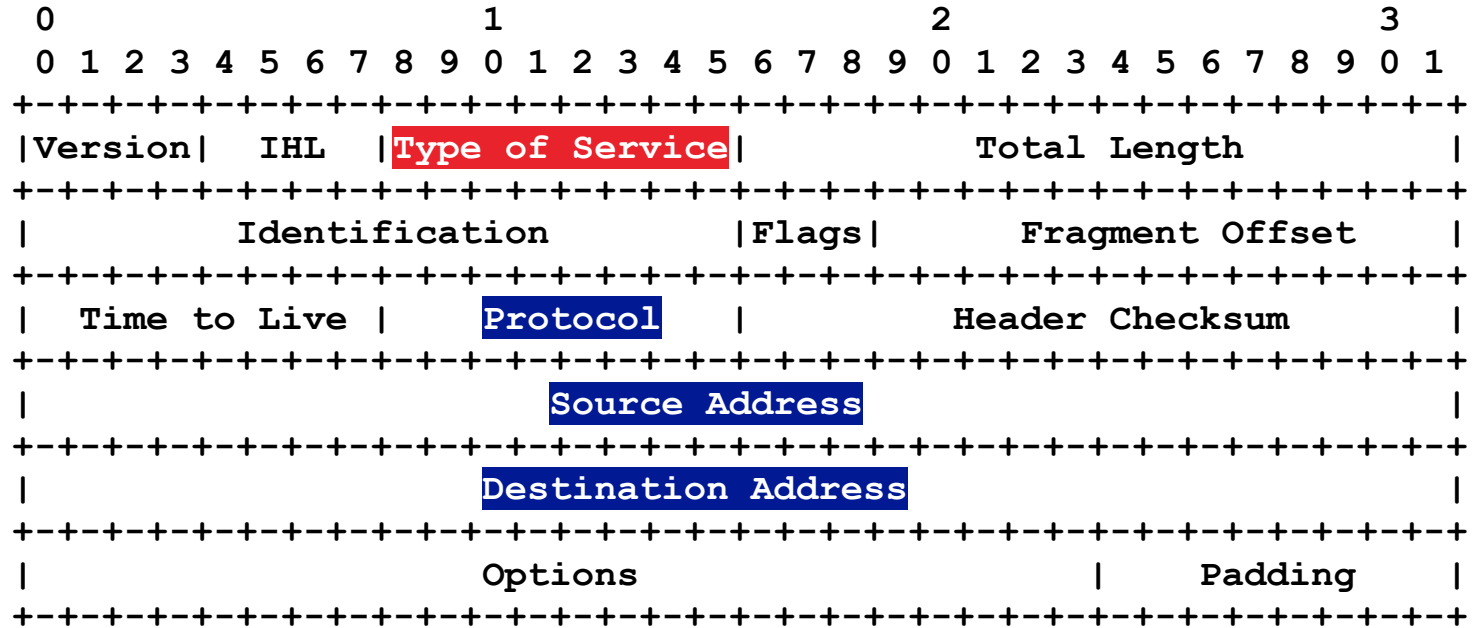 0                   1                   2                   3
 0 1 2 3 4 5 6 7 8 9 0 1 2 3 4 5 6 7 8 9 0 1 2 3 4 5 6 7 8 9 0 1
+-+-+-+-+-+-+-+-+-+-+-+-+-+-+-+-+-+-+-+-+-+-+-+-+-+-+-+-+-+-+-+-+
|Version|  IHL  |Type of Service|          Total Length         |
+-+-+-+-+-+-+-+-+-+-+-+-+-+-+-+-+-+-+-+-+-+-+-+-+-+-+-+-+-+-+-+-+
|         Identification        |Flags|      Fragment Offset    |
+-+-+-+-+-+-+-+-+-+-+-+-+-+-+-+-+-+-+-+-+-+-+-+-+-+-+-+-+-+-+-+-+
|  Time to Live |    Protocol   |         Header Checksum       |
+-+-+-+-+-+-+-+-+-+-+-+-+-+-+-+-+-+-+-+-+-+-+-+-+-+-+-+-+-+-+-+-+
|                       Source Address                          |
+-+-+-+-+-+-+-+-+-+-+-+-+-+-+-+-+-+-+-+-+-+-+-+-+-+-+-+-+-+-+-+-+
|                    Destination Address                        |
+-+-+-+-+-+-+-+-+-+-+-+-+-+-+-+-+-+-+-+-+-+-+-+-+-+-+-+-+-+-+-+-+
|                    Options                    |    Padding    |
+-+-+-+-+-+-+-+-+-+-+-+-+-+-+-+-+-+-+-+-+-+-+-+-+-+-+-+-+-+-+-+-+